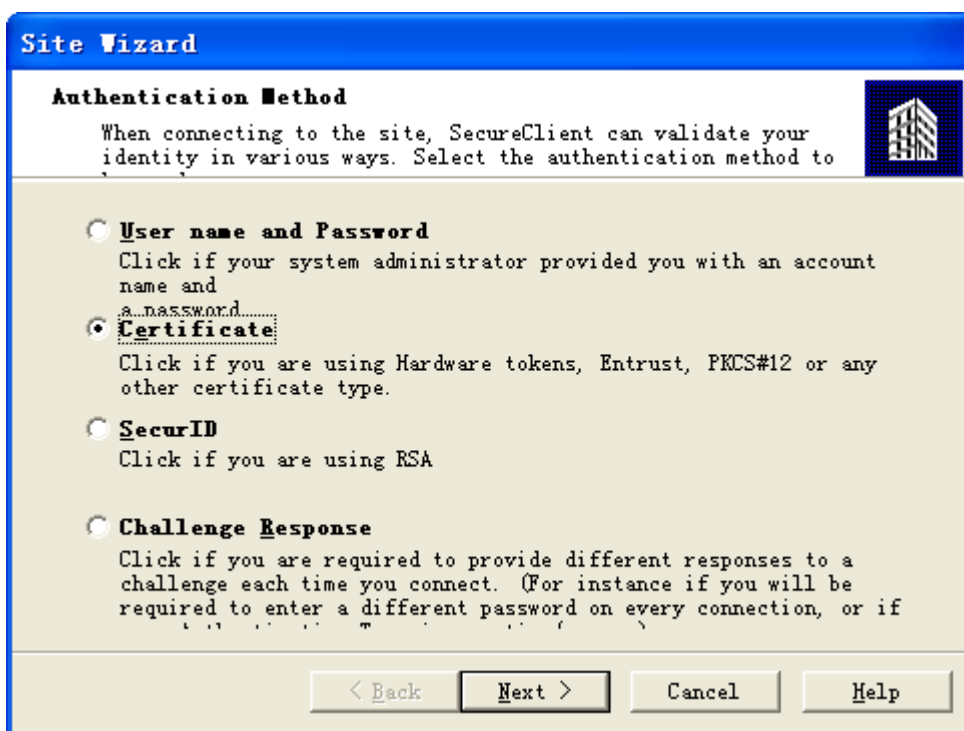 Site Wizard
Authentication Method
When connecting to the site, SecureClient can validate your
identity in various ways. Select the authentication method to
User name and Password
Click if your system administrator provided you with an account
name and
a password
Certificate
Click if you are using Hardware tokens, Entrust, PKCS#12 or any
other certificate type.
SecurID
Click if you are using RSA
Challenge Response
Click if you are required to provide different responses to a
challenge each time you connect. (For instance if you will be
required to enter a different password on every connection, or if
< Back
Next >
Cancel
Help